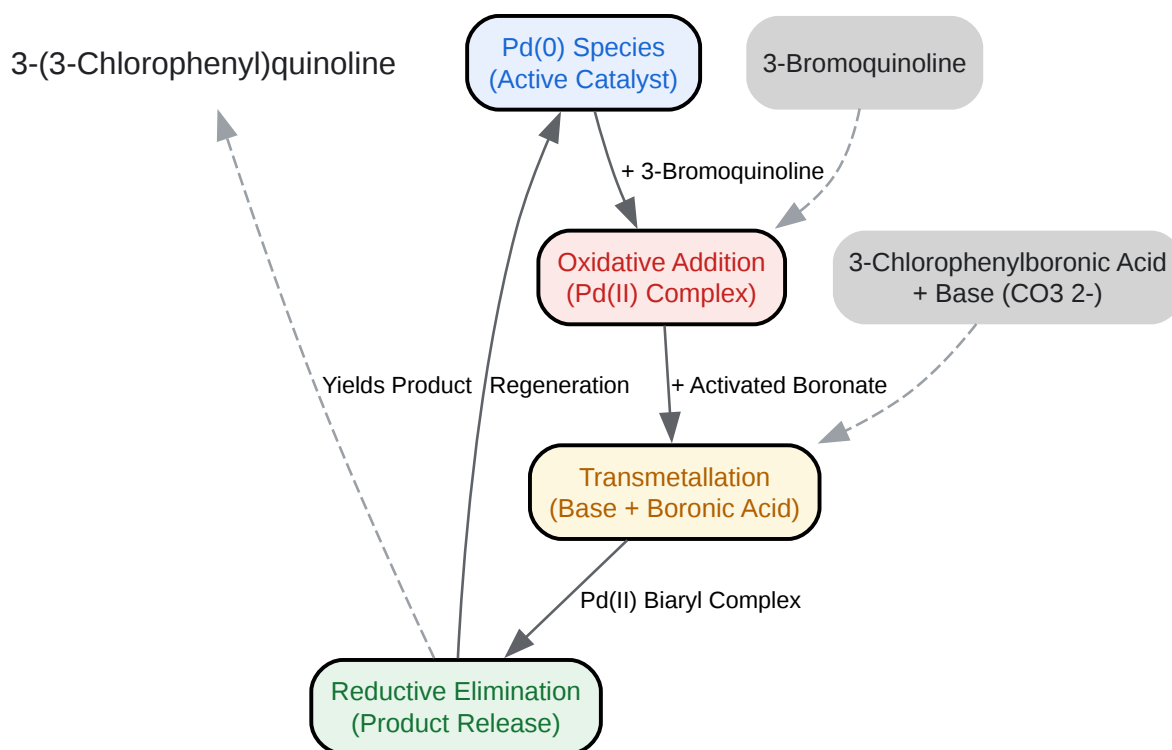 3-(3-Chlorophenyl)quinoline
Pd(0) Species
(Active Catalyst)
3-Bromoquinoline
+ 3-Bromoquinoline
Oxidative Addition
(Pd(II) Complex)
3-Chlorophenylboronic Acid
+ Base (CO3 2-)
Yields Product
Regeneration
+ Activated Boronate
Transmetallation
(Base + Boronic Acid)
Pd(II) Biaryl Complex
Reductive Elimination
(Product Release)